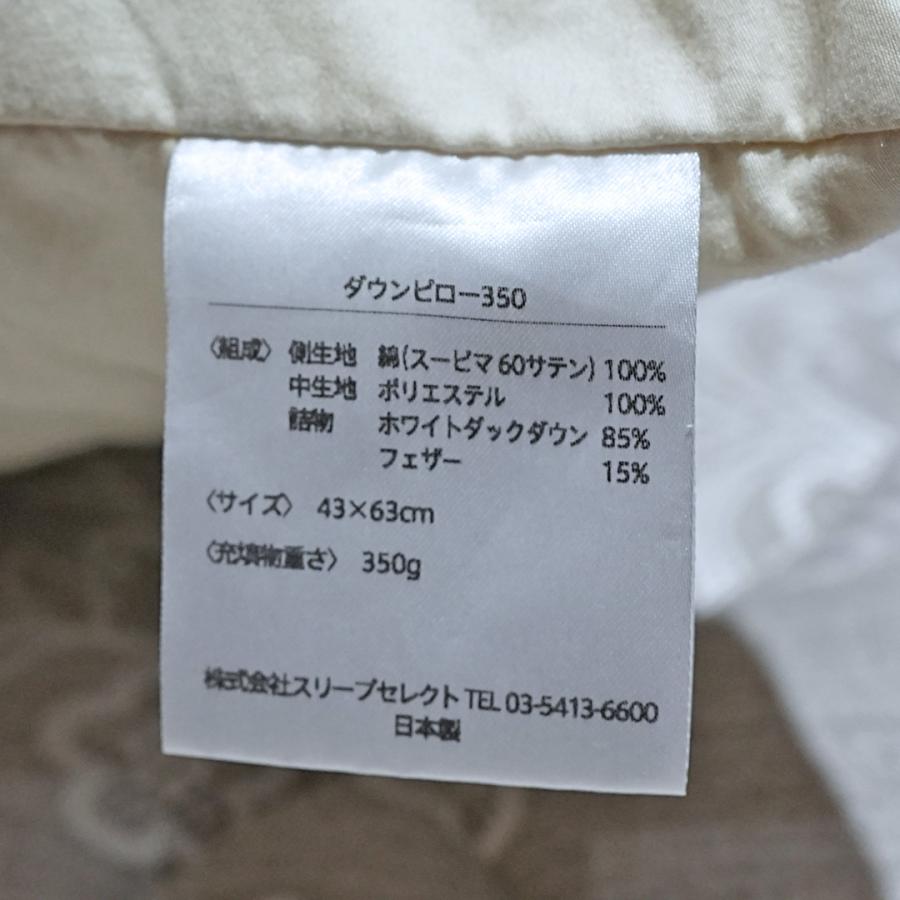 ダウンピロー350
〈組成〉 側生地 綿(スーピマ60サテン) 100%
中生地 ポリエステル 100%
詰物 ホワイトダックダウン 85%
フェザー 15%
〈サイズ〉 43×63cm
〈充填物重さ〉 350g
株式会社スリープセレクト TEL 03-5413-6600
日本製